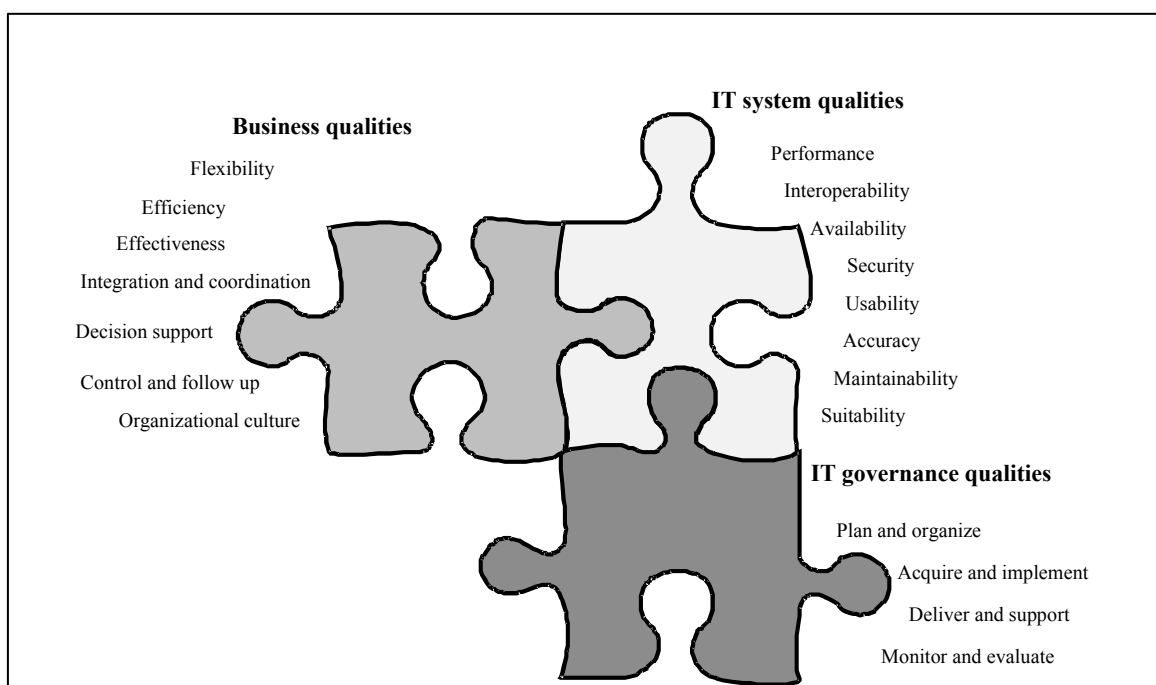 Business qualities
Flexibility
Efficiency
Effectiveness
Integration and coordination
Decision support
Control and follow up
Organizational culture
IT system qualities
Performance
Interoperability
Availability
Security
Usability
Accuracy
Maintainability
Suitability
IT governance qualities
Plan and organize
Acquire and implement
Deliver and support
Monitor and evaluate